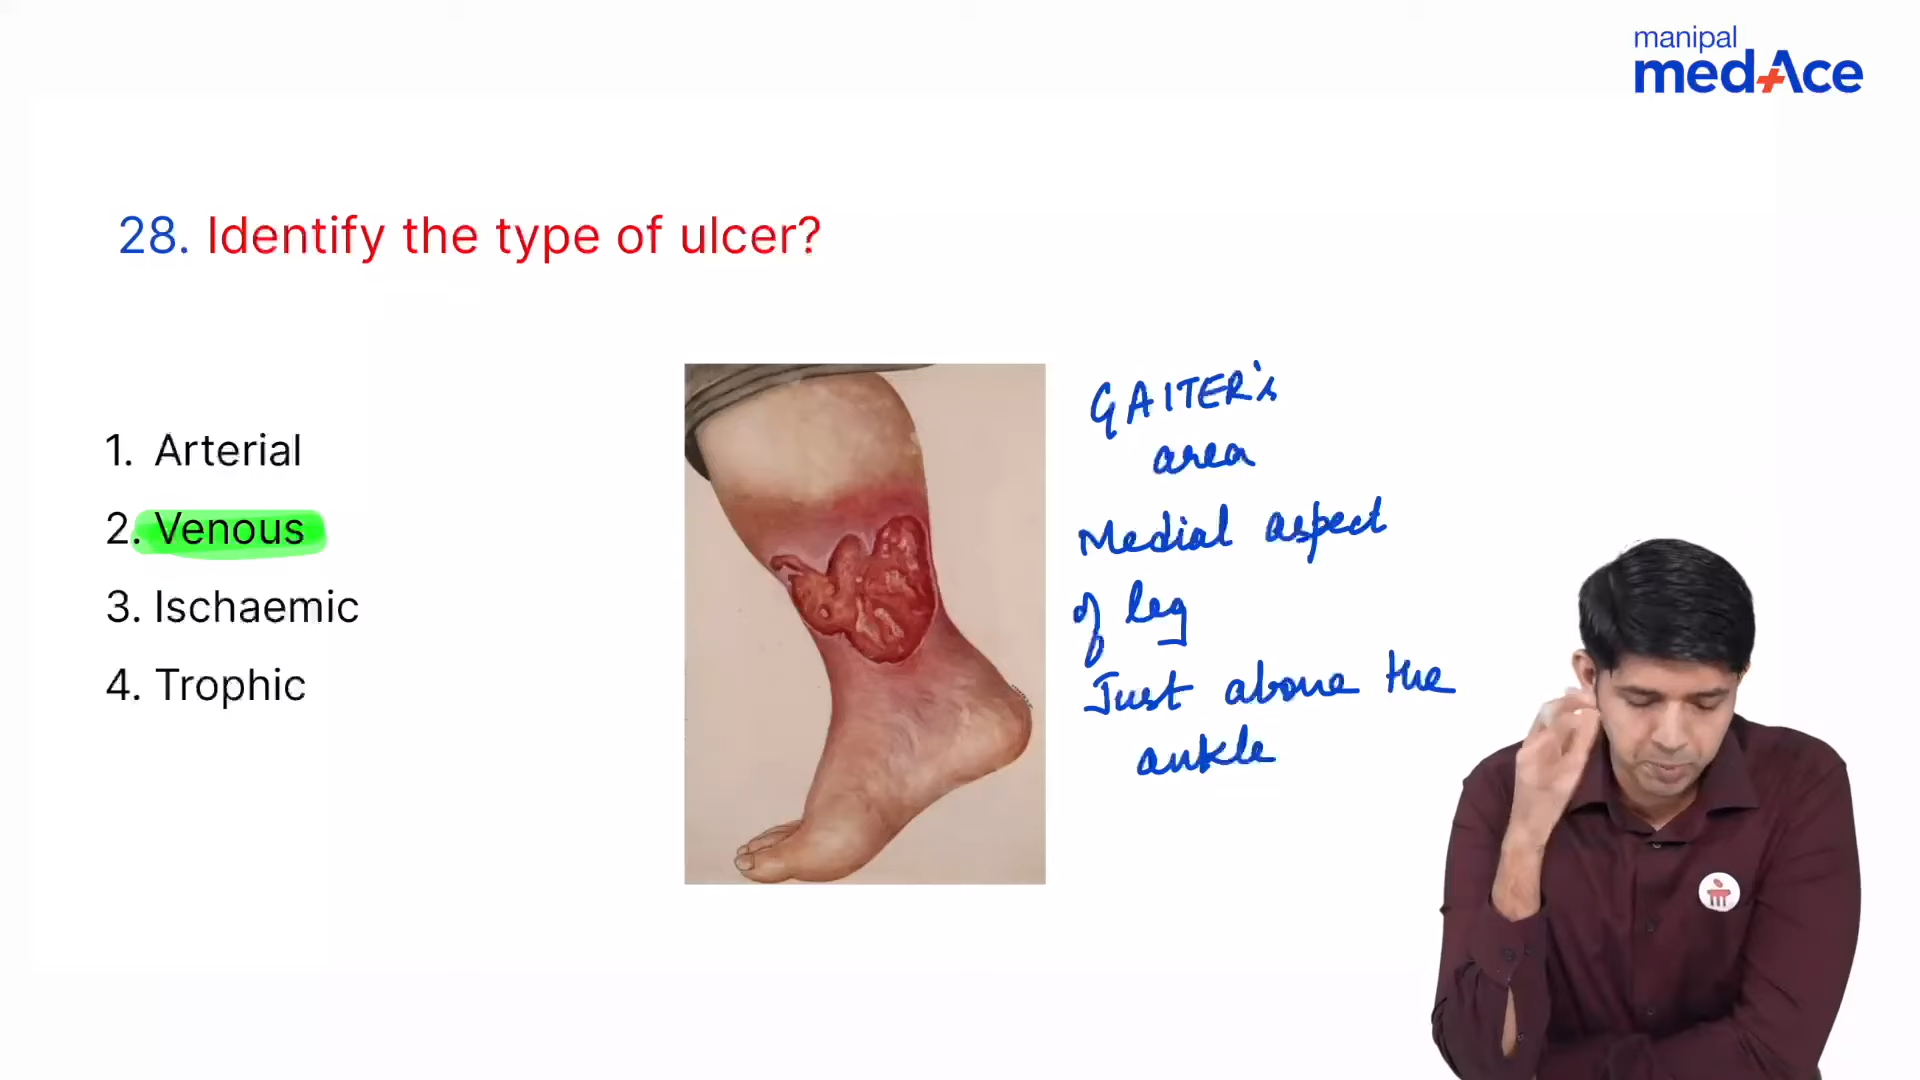 manipal
medAce
28. Identify the type of ulcer?
1. Arterial
2. Venous
3. Ischaemic
4. Trophic
GAITER's
area
Medial aspect
of leg
Just above the
ankle